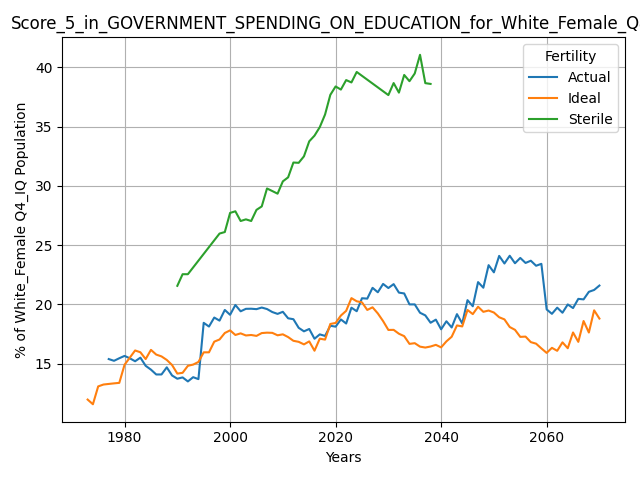 Score_5_in_GOVERNMENT_SPENDING_ON_EDUCATION_for_White_Female_Q
% of White_Female Q4_IQ Population
40
35
30
25
20
15
Fertility
Actual
Ideal
Sterile
1980 2000 2020 2040 2060
Years